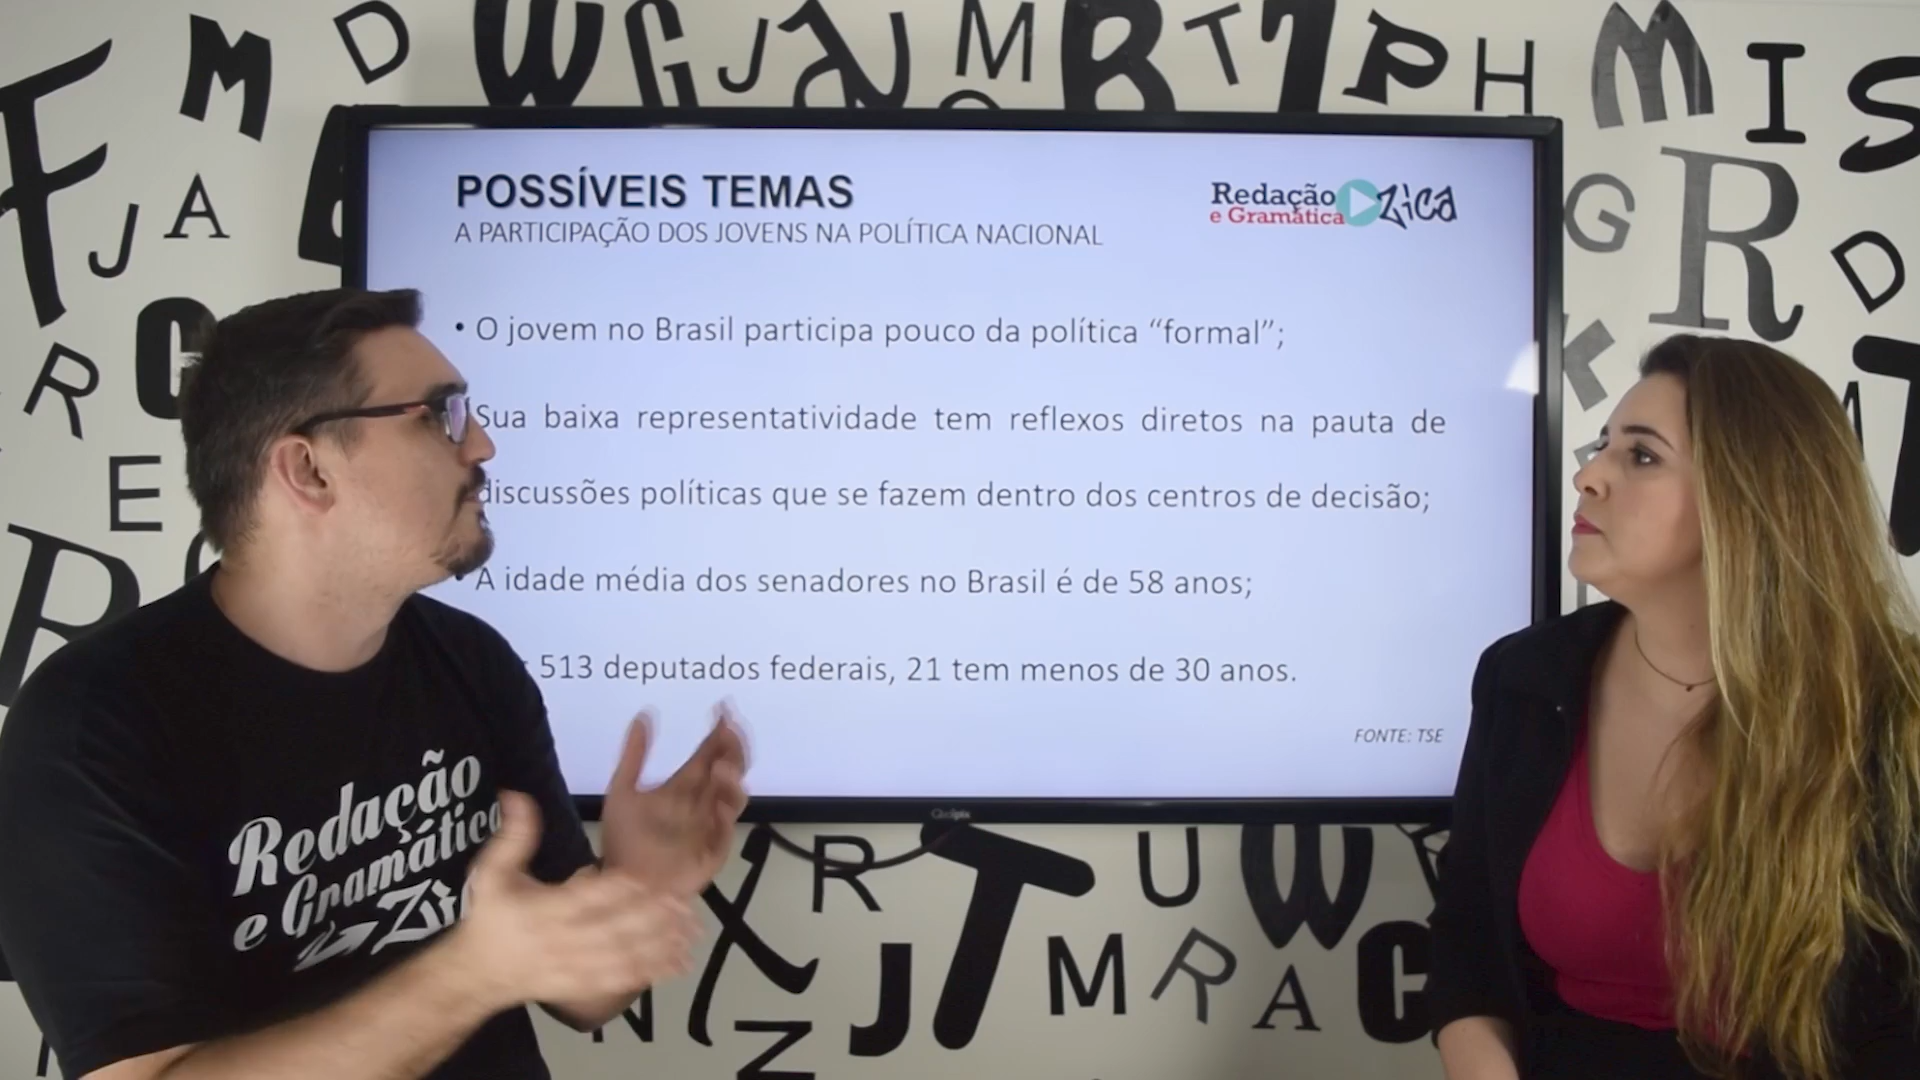 POSSÍVEIS TEMAS
A PARTICIPAÇÃO DOS JOVENS NA POLÍTICA NACIONAL
Redação
e Gramática
Zica
• O jovem no Brasil participa pouco da política “formal”;
Sua baixa representatividade tem reflexos diretos na pauta de
discussões políticas que se fazem dentro dos centros de decisão;
• A idade média dos senadores no Brasil é de 58 anos;
513 deputados federais, 21 tem menos de 30 anos.
FONTE: TSE
Redação
e Gramática